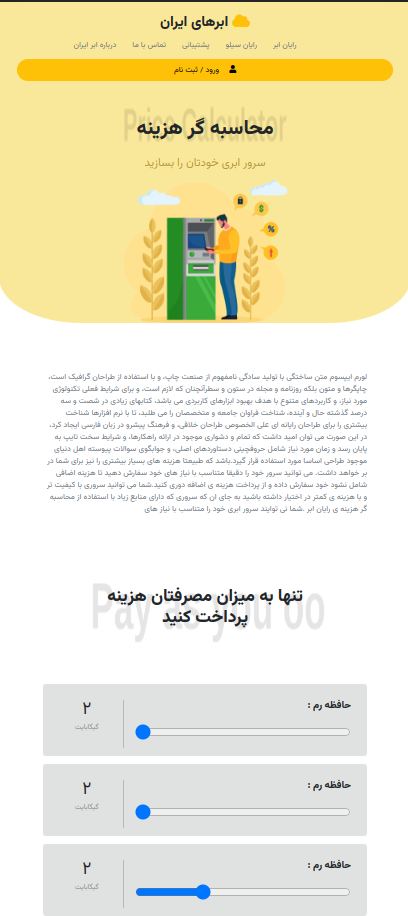 ابرهای ایران
رایان ابر
رایان سیلو
پشتیبانی
تماس با ما
درباره ابر ایران
ورود / ثبت نام
Price Calculator
محاسبه گر هزینه
سرور ابری خودتان را بسازید
لورم ایپسوم متن ساختگی با تولید سادگی نامفهوم از صنعت چاپ، و با استفاده از طراحان گرافیک است،
چاپگرها و متون بلکه روزنامه و مجله در ستون و سطرآنچنان که لازم است، و برای شرایط فعلی تکنولوژی
مورد نیاز، و کاربردهای متنوع با هدف بهبود ابزارهای کاربردی می باشد، کتابهای زیادی در شصت و سه
درصد گذشته حال و آینده، شناخت فراوان جامعه و متخصصان را می طلبد، تا با نرم افزارها شناخت
بیشتری را برای طراحان رایانه ای علی الخصوص طراحان خلاقی، و فرهنگ پیشرو در زبان فارسی ایجاد کرد،
در این صورت می توان امید داشت که تمام و دشواری موجود در ارائه راهکارها، و شرایط سخت تایپ به
پایان رسد و زمان مورد نیاز شامل حروفچینی دستاوردهای اصلی، و جوابگوی سوالات پیوسته اهل دنیای
موجود طراحی اساسا مورد استفاده قرار گیرد.باشد که طبیعتا هزینه های بسیاز بیشتری را نیز برای شما در
بر خواهد داشت. می توانید سرور خود را دقیقا متناسب با نیاز های خود سفارش دهید تا هزینه اضافی
شامل نشود خود سفارش داده و از پرداخت هزینه ی اضافه دوری کنید.شما می توانید سروری با کیفیت تر
و با هزینه ی کمتر در اختیار داشته باشید به جای ان که سروری که دارای منابع زیاد با استفاده از محاسبه
گر هزینه ی رایان ابر .شما نی توایند سرور ابری خود را متناسب با نیاز های
Pay as you go
تنها به میزان مصرفتان هزینه
پرداخت کنید
حافظه رم :
۲
گیگابایت
حافظه رم :
۲
گیگابایت
حافظه رم :
۲
گیگابایت